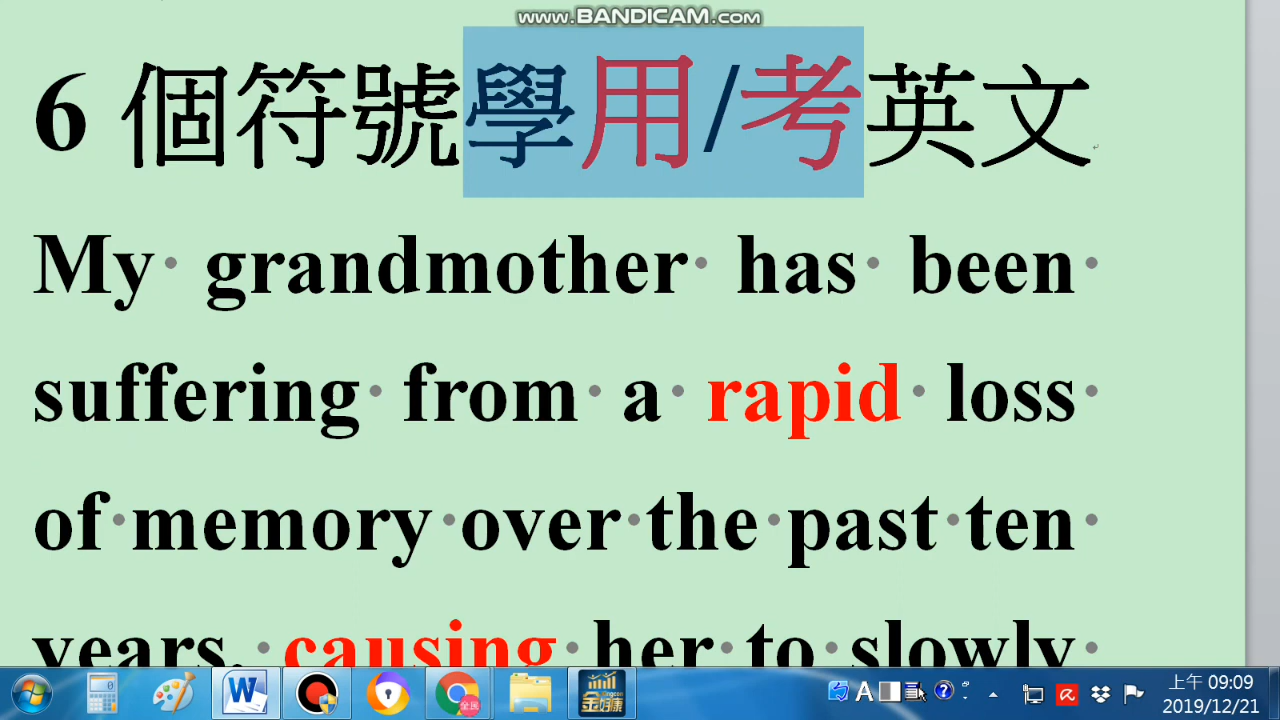 www.BANDICAM.com
6 個符號學用/考英文
My grandmother has been
suffering from a rapid loss
of memory over the past ten
years, causing her to slowly
上午 09:09
2019/12/21